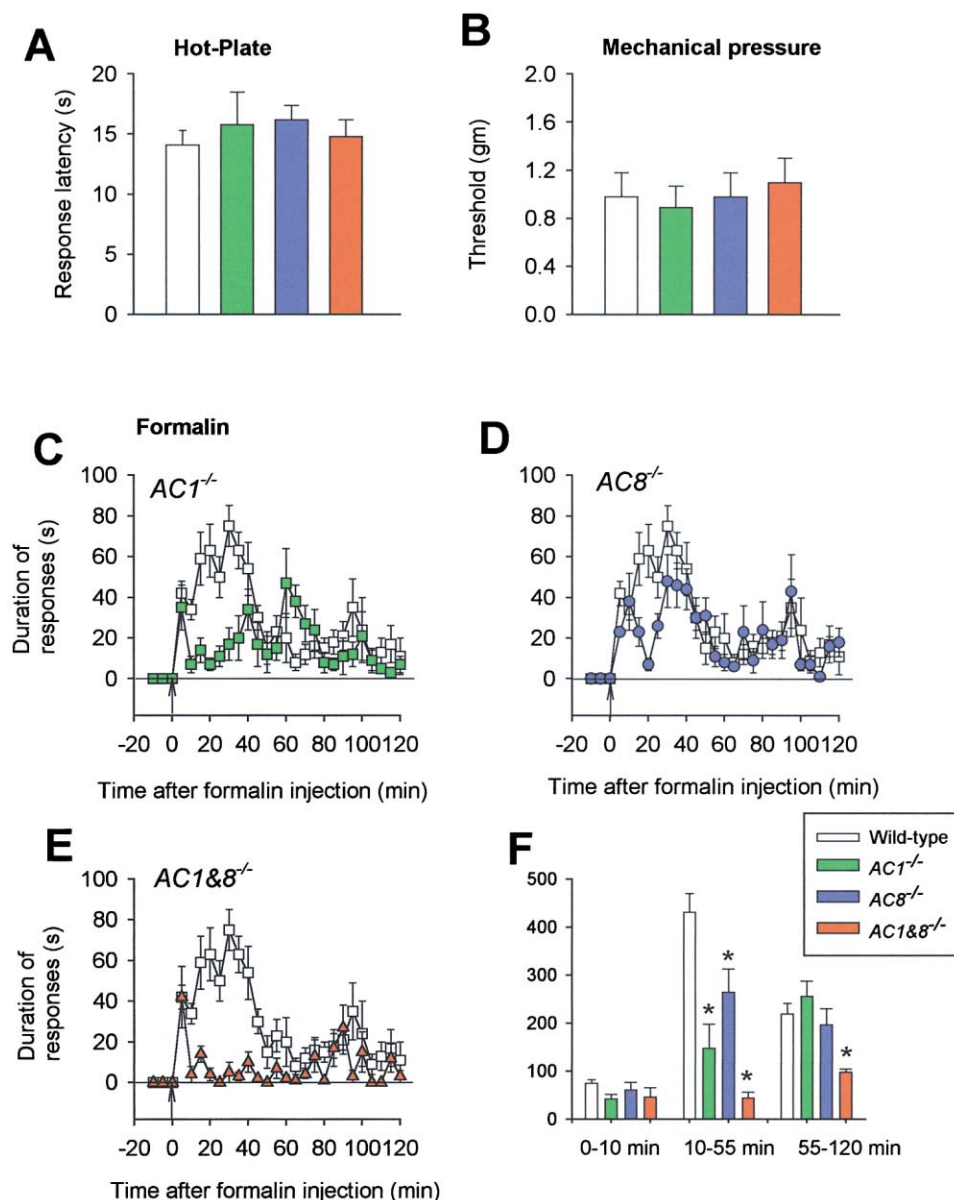 A
Hot-Plate
Response latency (s)
20
15
10
5
0
B
Mechanical pressure
Threshold (gm)
2.0
1.6
1.2
0.8
0.4
0.0
Formalin
C
AC1-/-
Duration of
responses (s)
100
80
60
40
20
0
-20 0 20 40 60 80 100120
Time after formalin injection (min)
D
AC8-/-
100
80
60
40
20
0
-20 0 20 40 60 80 100120
Time after formalin injection (min)
E
AC1&8-/-
Duration of
responses (s)
100
80
60
40
20
0
-20 0 20 40 60 80 100120
Time after formalin injection (min)
F
Wild-type
AC1-/-
AC8-/-
AC1&8-/-
500
400
300
200
100
0
*
*
*
*
0-10 min 10-55 min 55-120 min